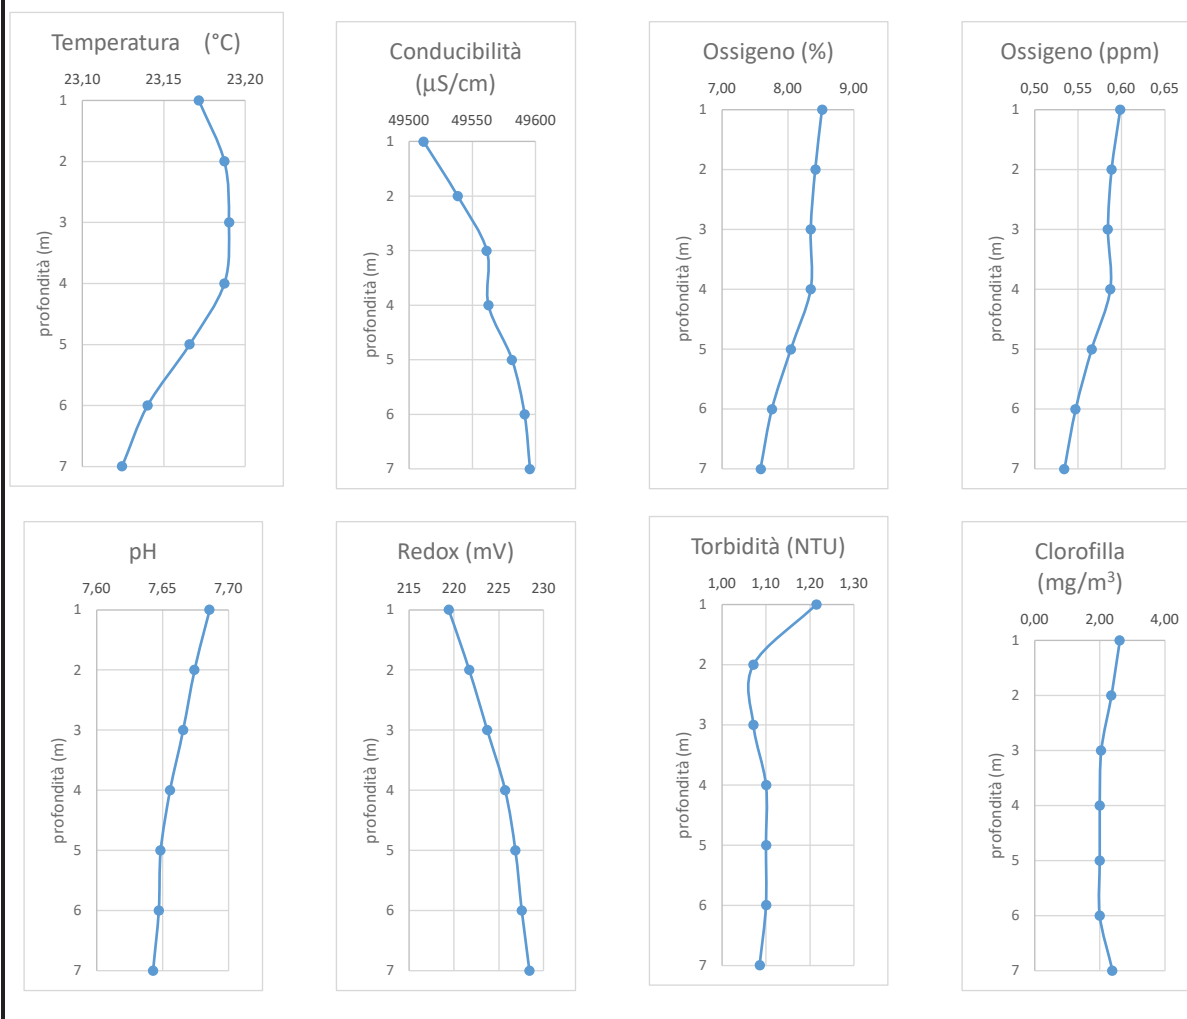 Temperatura (°C)
23,10 23,15 23,20
1
2
3
4
5
6
7
profondità (m)
Conducibilità
(μS/cm)
49500 49550 49600
1
2
3
4
5
6
7
profondità (m)
Ossigeno (%)
7,00 8,00 9,00
1
2
3
4
5
6
7
profondità (m)
Ossigeno (ppm)
0,50 0,55 0,60 0,65
1
2
3
4
5
6
7
profondità (m)
pH
7,60 7,65 7,70
1
2
3
4
5
6
7
profondità (m)
Redox (mV)
215 220 225 230
1
2
3
4
5
6
7
profondità (m)
Torbidità (NTU)
1,00 1,10 1,20 1,30
1
2
3
4
5
6
7
profondità (m)
Clorofilla
(mg/m³)
0,00 2,00 4,00
1
2
3
4
5
6
7
profondità (m)